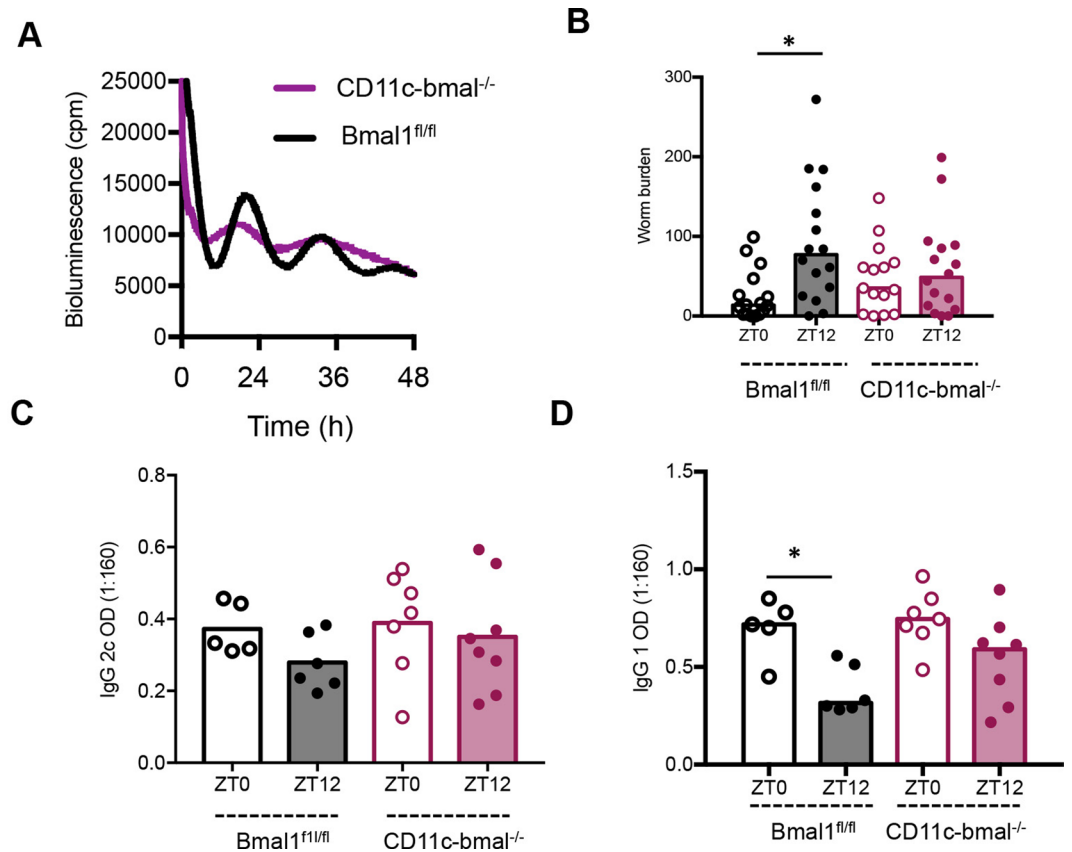 A
Bioluminescence (cpm)
25000
20000
15000
10000
5000
0
0 24 36 48
Time (h)
CD11c-bmal-/-
Bmal1fl/fl
B
*
Worm burden
300
200
100
0
ZT0 ZT12 ZT0 ZT12
Bmal1fl/fl CD11c-bmal-/-
C
IgG 2c OD (1:160)
0.8
0.6
0.4
0.2
0.0
ZT0 ZT12 ZT0 ZT12
Bmal1f1l/fl CD11c-bmal-/-
D
*
IgG 1 OD (1:160)
1.5
1.0
0.5
0.0
ZT0 ZT12 ZT0 ZT12
Bmal1fl/fl CD11c-bmal-/-